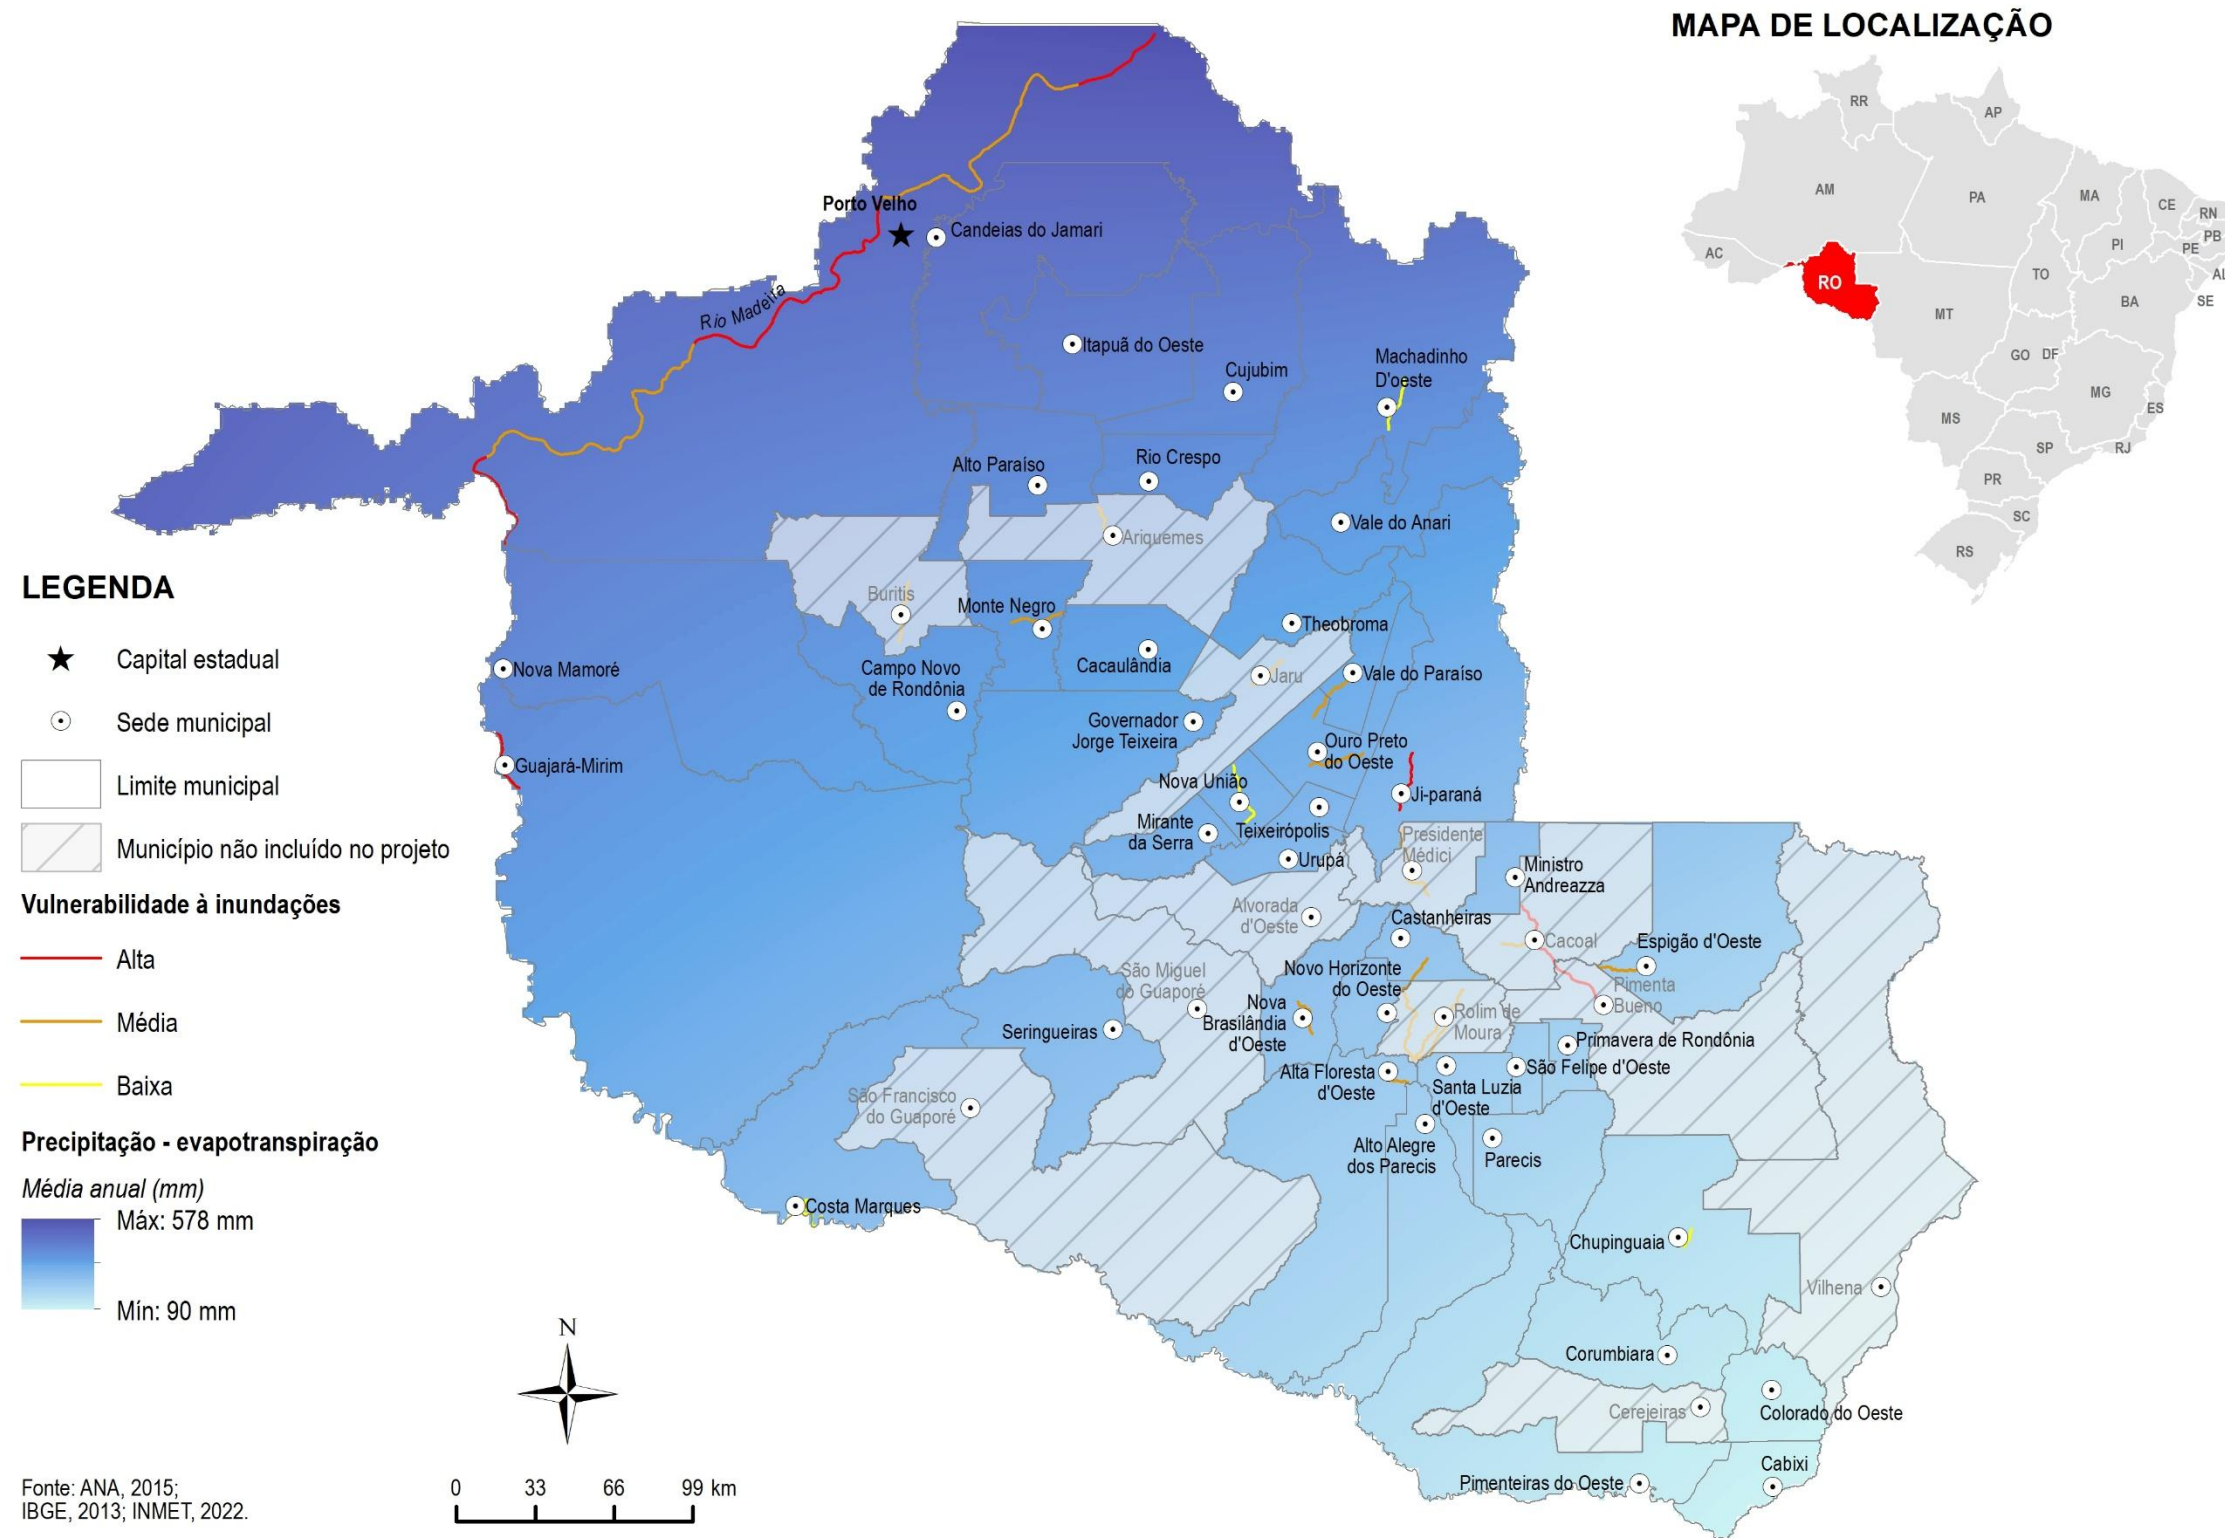 MAPA DE LOCALIZAÇÃO
RR
AP
AM
PA
MA
CE
RN
PB
PE
PI
AL
SE
AC
RO
TO
BA
MT
GO
DF
MG
ES
MS
SP
RJ
PR
SC
RS
Porto Velho
Candeias do Jamari
Rio Madeira
Itapuã do Oeste
Cujubim
Machadinho
D'oeste
Alto Paraíso
Rio Crespo
Ariquemes
Vale do Anari
Buritis
Monte Negro
Theobroma
Cacaulândia
Jaru
Vale do Paraíso
Nova Mamoré
Campo Novo
de Rondônia
Governador
Jorge Teixeira
Ouro Preto
do Oeste
Guajará-Mirim
Nova União
Ji-paraná
Mirante
da Serra
Teixeirópolis
Urupá
Presidente
Médici
Ministro
Andreazza
Alvorada
d'Oeste
Castanheiras
Cacoal
Espigão d'Oeste
São Miguel
do Guaporé
Novo Horizonte
do Oeste
Pimenta
Bueno
Seringueiras
Nova
Brasilândia
d'Oeste
Rolim de
Moura
Primavera de Rondônia
São Felipe d'Oeste
Alta Floresta
d'Oeste
Santa Luzia
d'Oeste
São Francisco
do Guaporé
Alto Alegre
dos Parecis
Parecis
Costa Marques
Chupinguaia
Vilhena
Corumbiara
Cerejeiras
Colorado do Oeste
Pimenteiras do Oeste
Cabixi
LEGENDA
Capital estadual
Sede municipal
Limite municipal
Município não incluído no projeto
Vulnerabilidade à inundações
Alta
Média
Baixa
Precipitação - evapotranspiração
Média anual (mm)
Máx: 578 mm
Mín: 90 mm
N
Fonte: ANA, 2015;
IBGE, 2013; INMET, 2022.
0 33 66 99 km